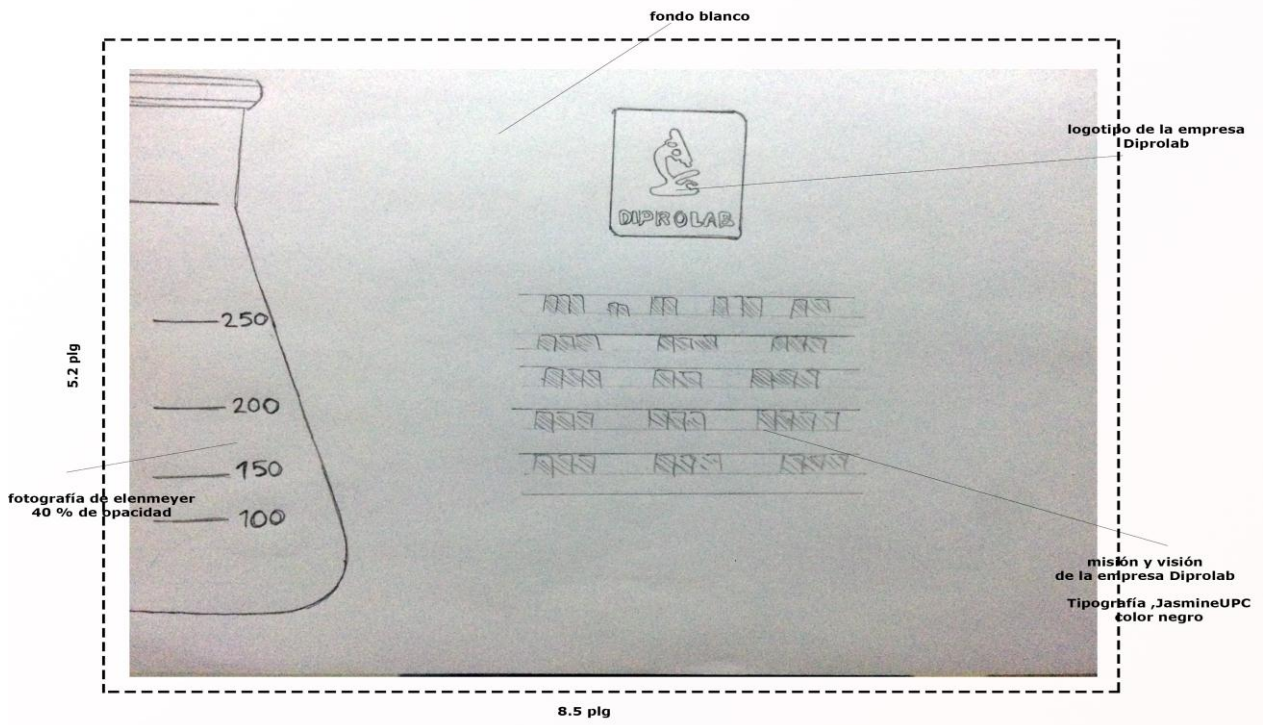 fondo blanco
logotipo de la empresa
Diprolab
DIPROLAB
250
200
150
100
5.2 plg
fotografía de elenmeyer
40 % de opacidad
misión y visión
de la empresa Diprolab
Tipografía ,JasmineUPC
color negro
8.5 plg